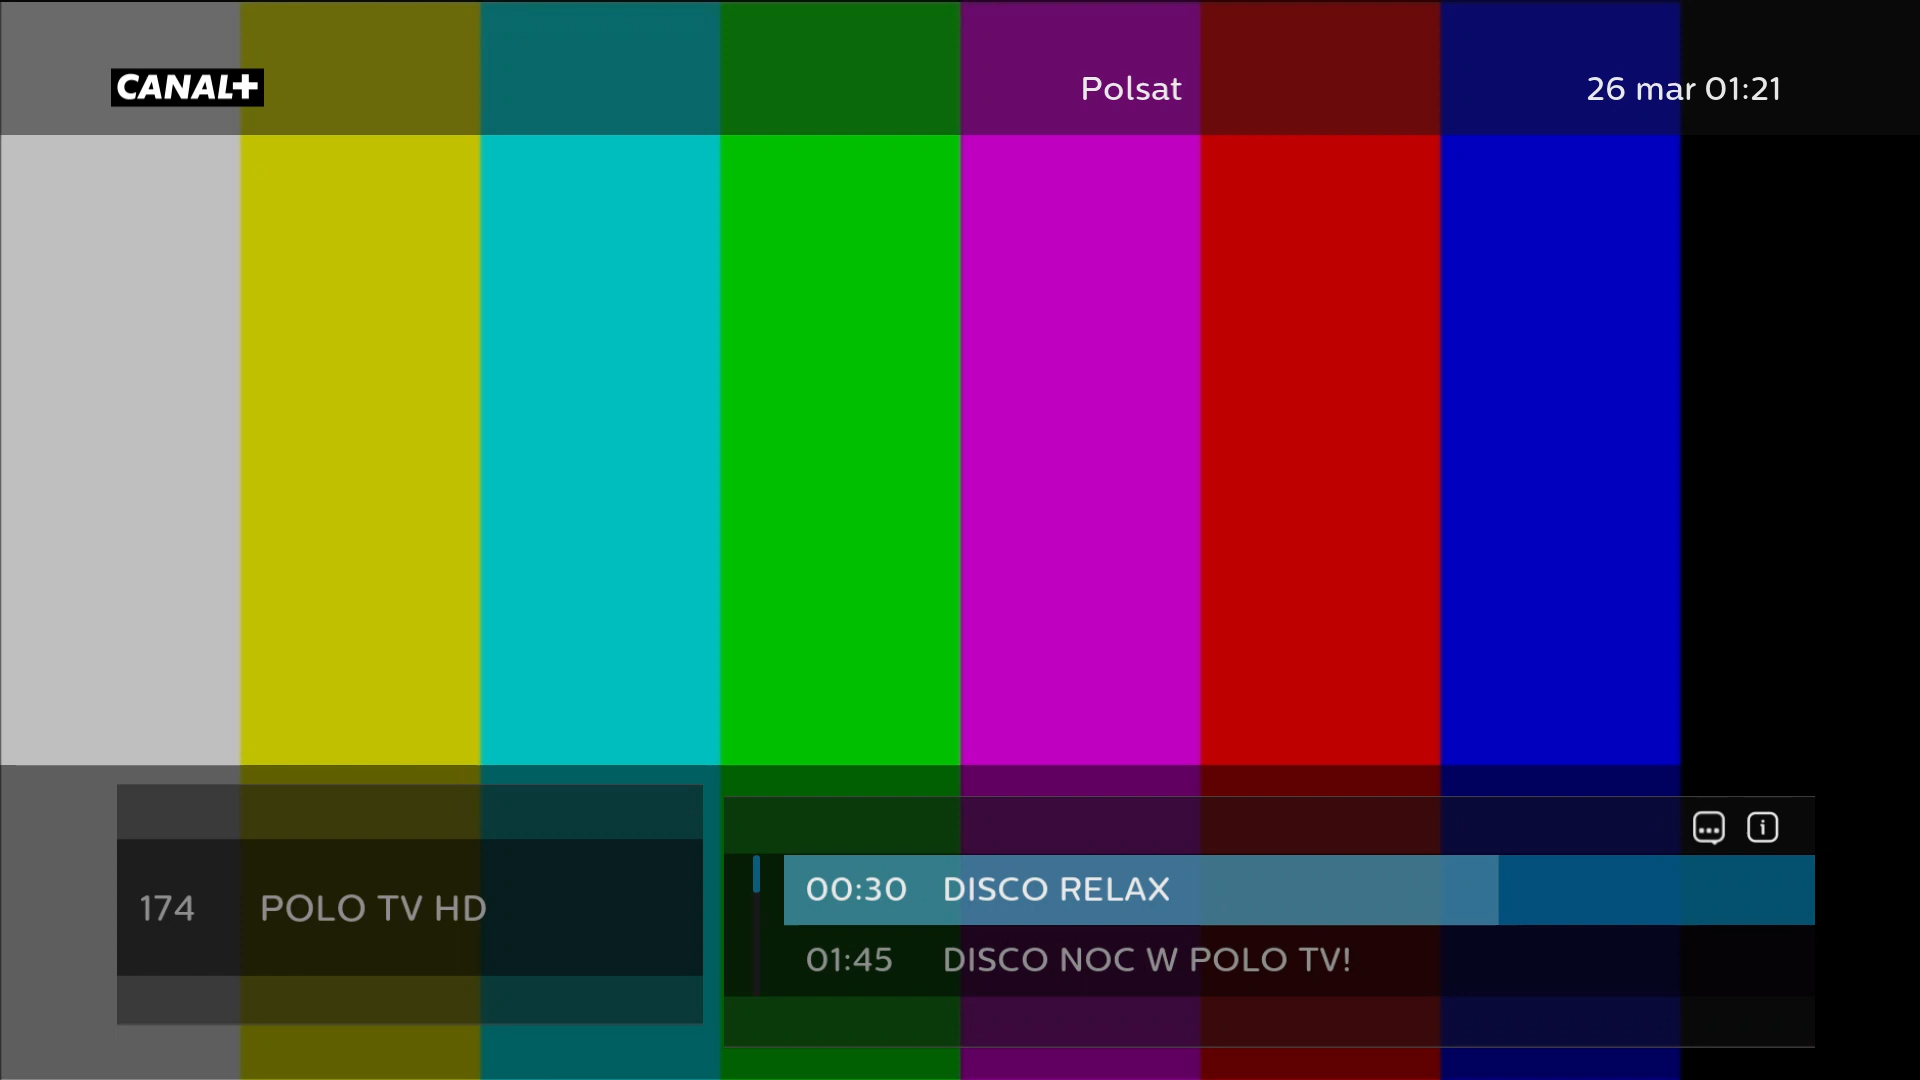 CANAL+ Polsat 26 mar 01:21
174 POLO TV HD
00:30 DISCO RELAX
01:45 DISCO NOC W POLO TV!